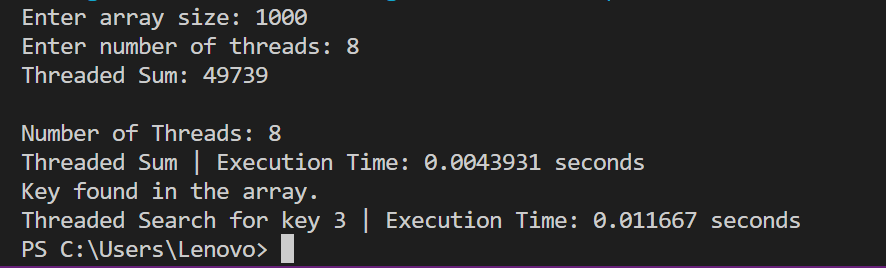 Enter array size: 1000
Enter number of threads: 8
Threaded Sum: 49739
Number of Threads: 8
Threaded Sum | Execution Time: 0.0043931 seconds
Key found in the array.
Threaded Search for key 3 | Execution Time: 0.011667 seconds
PS C:\Users\Lenovo>